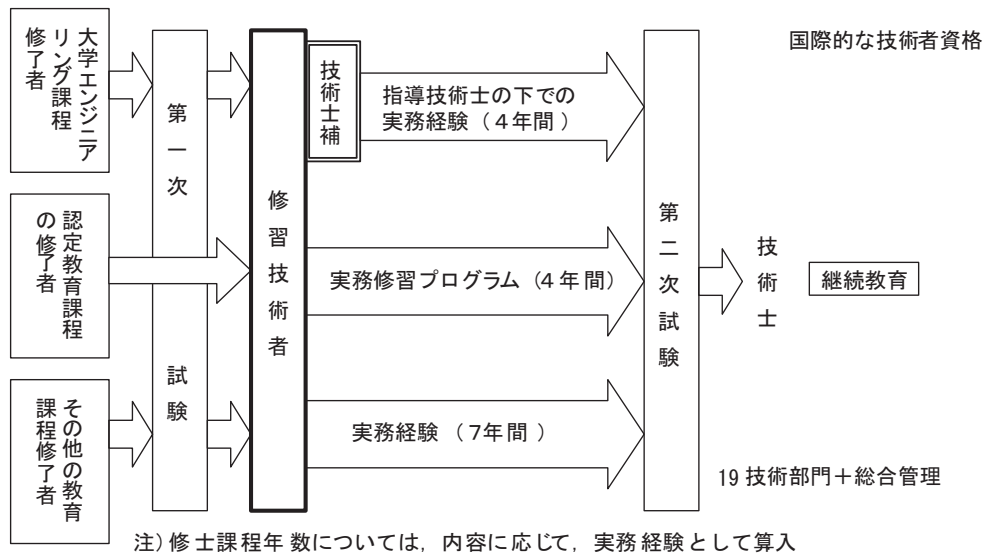 大学エンジニア
リング課程
修了者
認定教育課程
の修了者
その他の教育
課程修了者
第一次試験
修習技術者
技術士補
指導技術士の下での
実務経験（４年間）
実務修習プログラム（4年間）
実務経験（7年間）
第二次試験
技術士
国際的な技術者資格
継続教育
19技術部門＋総合管理
注）修士課程年数については，内容に応じて，実務経験として算入